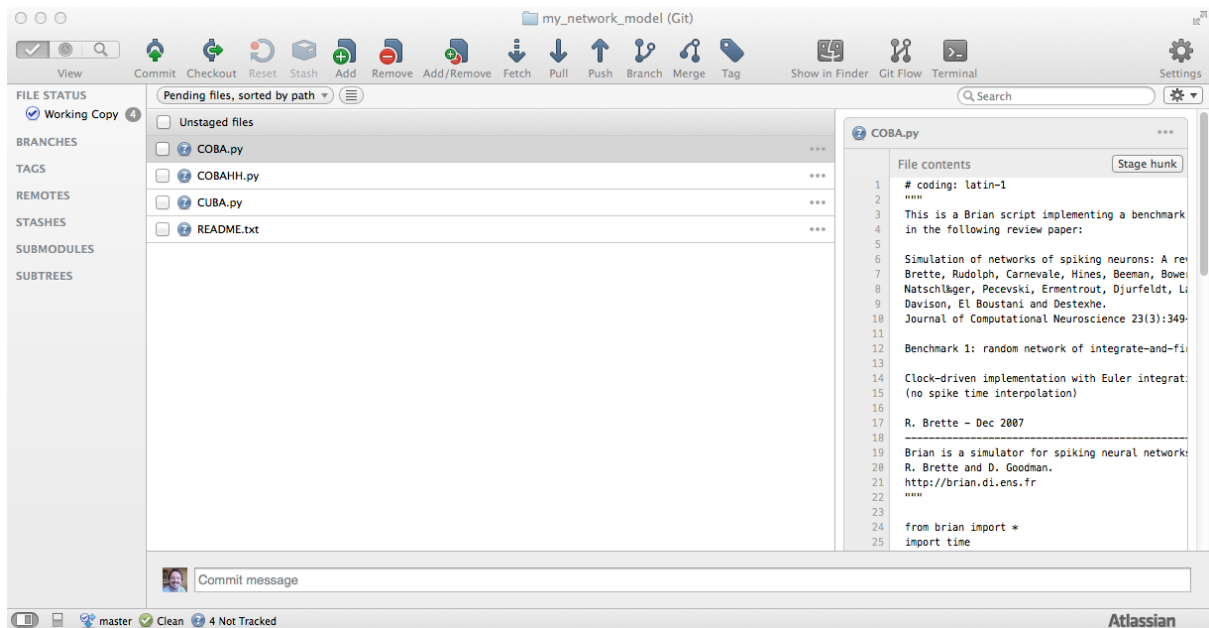 my_network_model (Git)
View
Commit Checkout Reset Stash Add Remove Add/Remove Fetch Pull Push Branch Merge Tag Show in Finder Git Flow Terminal Settings
FILE STATUS
Working Copy 4
BRANCHES
TAGS
REMOTES
STASHES
SUBMODULES
SUBTREES
Pending files, sorted by path
Search
Unstaged files
COBA.py
COBAHH.py
CUBA.py
README.txt
COBA.py
File contents Stage hunk
1 # coding: latin-1
2 """
3 This is a Brian script implementing a benchmark
4 in the following review paper:
5
6 Simulation of networks of spiking neurons: A rev
7 Brette, Rudolph, Carnevale, Hines, Beeman, Bower
8 Natschl‰ger, Pecevski, Ermentrout, Djurfeldt, La
9 Davison, El Boustani and Destexhe.
10 Journal of Computational Neuroscience 23(3):349-
11
12 Benchmark 1: random network of integrate-and-fir
13
14 Clock-driven implementation with Euler integrat
15 (no spike time interpolation)
16
17 R. Brette - Dec 2007
18 --------------------------------------------------
19 Brian is a simulator for spiking neural networks
20 R. Brette and D. Goodman.
21 http://brian.di.ens.fr
22 """
23
24 from brian import *
25 import time
Commit message
master Clean 4 Not Tracked
Atlassian